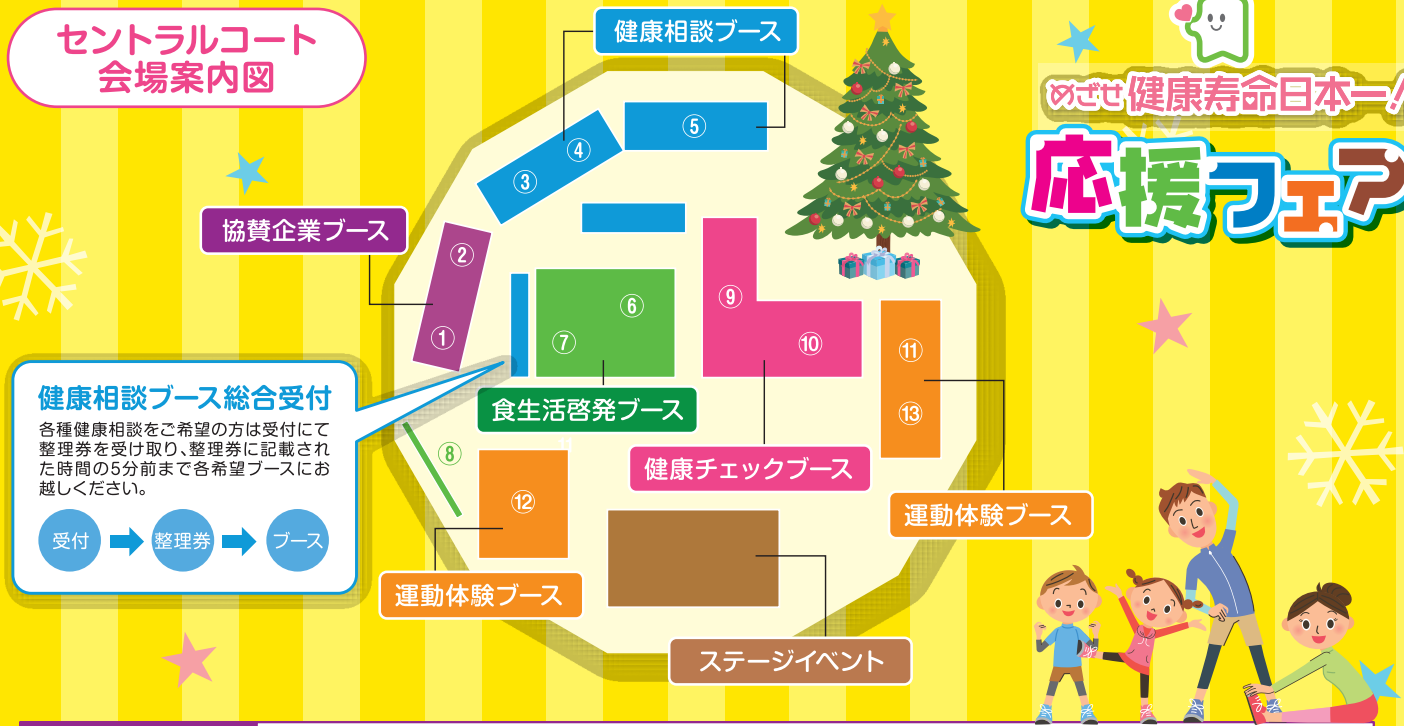 セントラルコート
会場案内図
健康相談ブース
めざせ健康寿命日本一!
応援フェア
⑤
④
③
協賛企業ブース
②
①
⑥
⑦
⑨
⑩
⑪
⑬
食生活啓発ブース
健康相談ブース総合受付
各種健康相談をご希望の方は受付にて
整理券を受け取り、整理券に記載され
た時間の5分前まで各希望ブースにお
越しください。
受付
整理券
ブース
⑧
11
⑫
健康チェックブース
運動体験ブース
運動体験ブース
ステージイベント